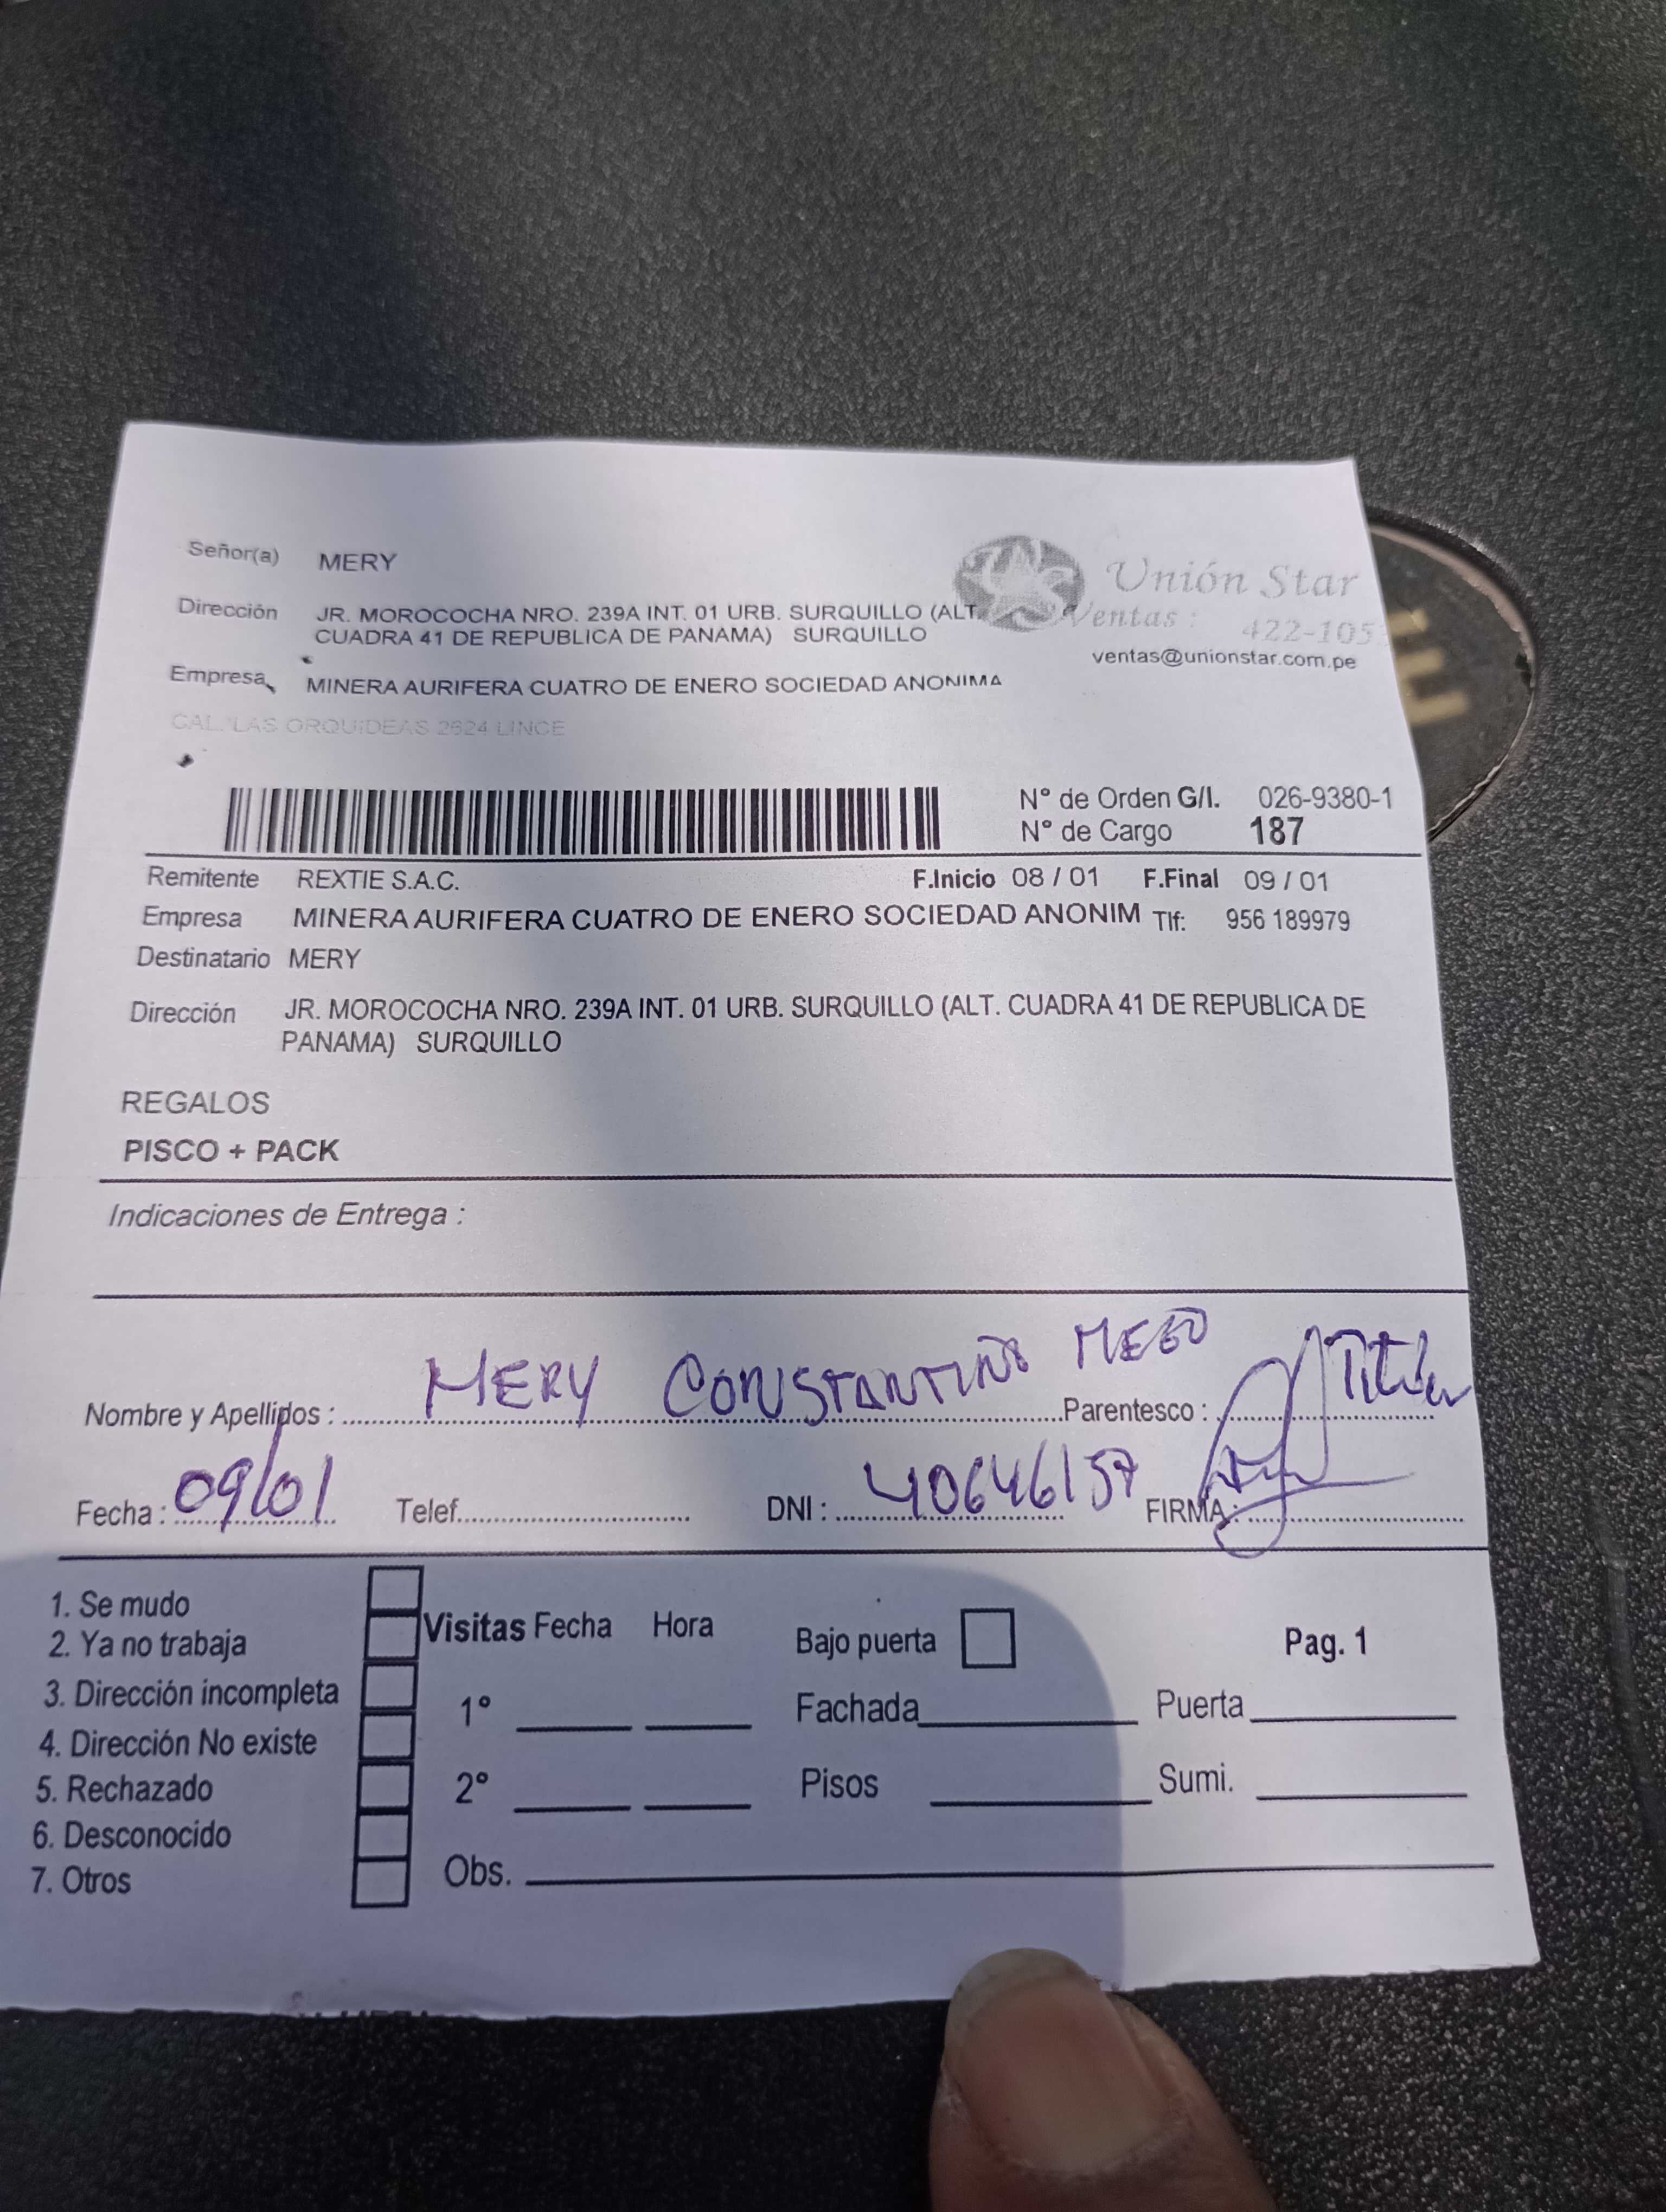 Señor(a) MERY
Unión Star
Dirección JR. MOROCOCHA NRO. 239A INT. 01 URB. SURQUILLO (ALT.
CUADRA 41 DE REPUBLICA DE PANAMA) SURQUILLO
Ventas : 422-105
ventas@unionstar.com.pe
Empresa MINERA AURIFERA CUATRO DE ENERO SOCIEDAD ANONIMA
CAL. LAS ORQUIDEAS 2624 LINCE
N° de Orden G/I. 026-9380-1
N° de Cargo 187
Remitente REXTIE S.A.C. F.Inicio 08 / 01 F.Final 09 / 01
Empresa MINERA AURIFERA CUATRO DE ENERO SOCIEDAD ANONIM Tlf: 956 189979
Destinatario MERY
Dirección JR. MOROCOCHA NRO. 239A INT. 01 URB. SURQUILLO (ALT. CUADRA 41 DE REPUBLICA DE
PANAMA) SURQUILLO
REGALOS
PISCO + PACK
Indicaciones de Entrega :
Nombre y Apellidos : MERY CONSTANTINO MEGO Parentesco : Titular
Fecha : 09/01 Telef. DNI : 40646157 FIRMA :
1. Se mudo
2. Ya no trabaja
3. Dirección incompleta
4. Dirección No existe
5. Rechazado
6. Desconocido
7. Otros
Visitas Fecha Hora Bajo puerta Pag. 1
1° Fachada Puerta
2° Pisos Sumi.
Obs.